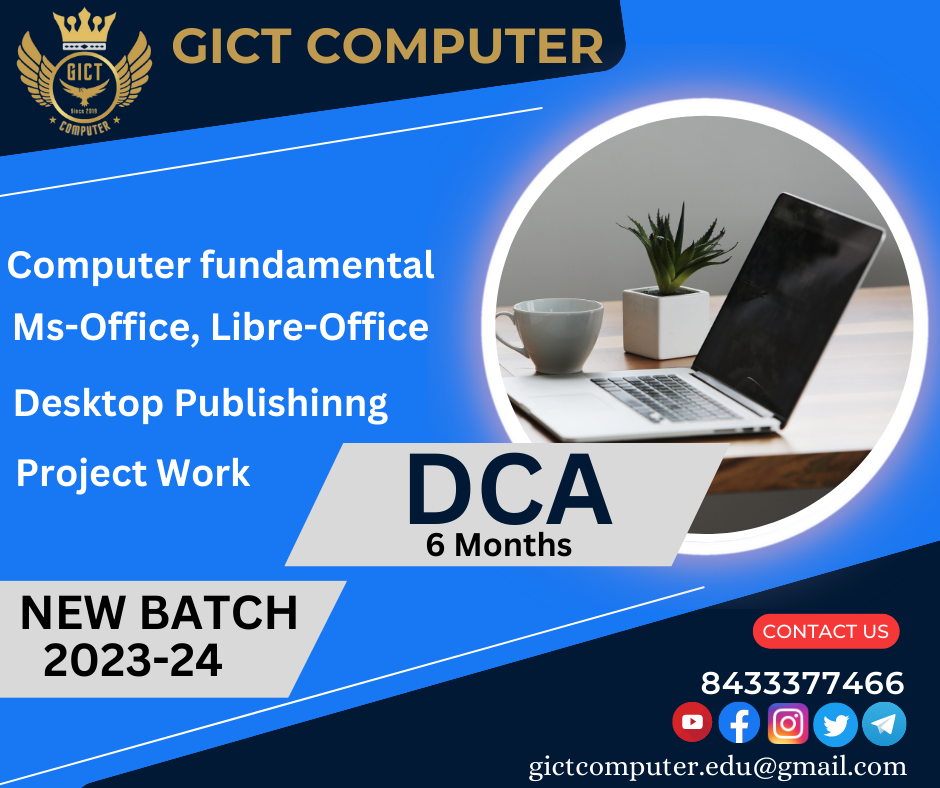 GICT COMPUTER
GICT
Since 2019
COMPUTER
Computer fundamental
Ms-Office, Libre-Office
Desktop Publishinng
Project Work
DCA
6 Months
NEW BATCH
2023-24
CONTACT US
8433377466
gictcomputer.edu@gmail.com